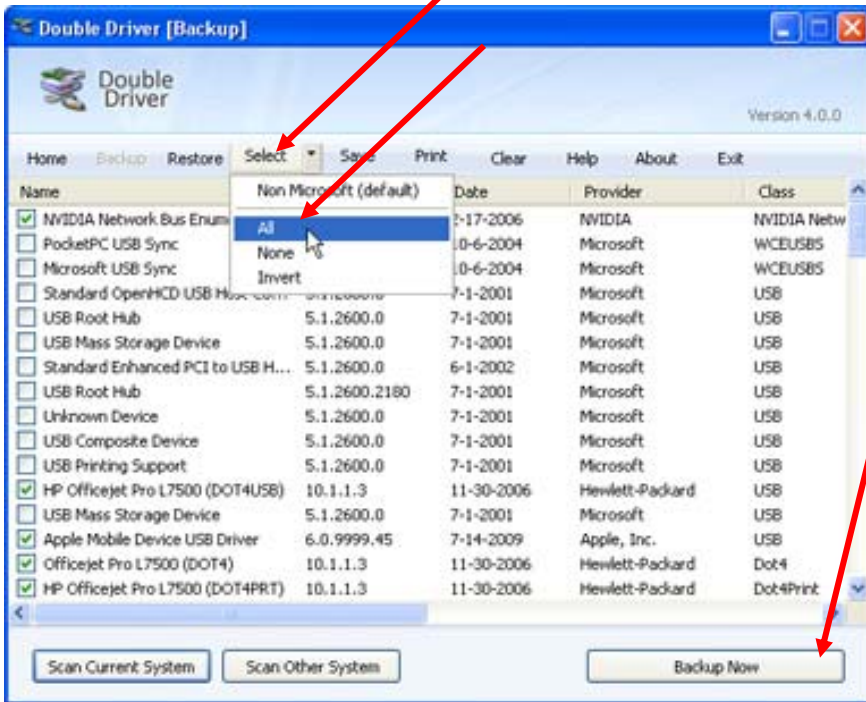 Double Driver [Backup]
Double
Driver
Version 4.0.0
Home Backup Restore Select Save Print Clear Help About Exit
Name Date Provider Class
Non Microsoft (default)
All
None
Invert
NVIDIA Network Bus Enum 2-17-2006 NVIDIA NVIDIA Netw
PocketPC USB Sync 10-6-2004 Microsoft WCEUSBS
Microsoft USB Sync 10-6-2004 Microsoft WCEUSBS
Standard OpenHCD USB Host Con... 5.1.2600.0 7-1-2001 Microsoft USB
USB Root Hub 5.1.2600.0 7-1-2001 Microsoft USB
USB Mass Storage Device 5.1.2600.0 7-1-2001 Microsoft USB
Standard Enhanced PCI to USB H... 5.1.2600.0 6-1-2002 Microsoft USB
USB Root Hub 5.1.2600.2180 7-1-2001 Microsoft USB
Unknown Device 5.1.2600.0 7-1-2001 Microsoft USB
USB Composite Device 5.1.2600.0 7-1-2001 Microsoft USB
USB Printing Support 5.1.2600.0 7-1-2001 Microsoft USB
HP Officejet Pro L7500 (DOT4USB) 10.1.1.3 11-30-2006 Hewlett-Packard USB
USB Mass Storage Device 5.1.2600.0 7-1-2001 Microsoft USB
Apple Mobile Device USB Driver 6.0.9999.45 7-14-2009 Apple, Inc. USB
Officejet Pro L7500 (DOT4) 10.1.1.3 11-30-2006 Hewlett-Packard Dot4
HP Officejet Pro L7500 (DOT4PRT) 10.1.1.3 11-30-2006 Hewlett-Packard Dot4Print
Scan Current System Scan Other System Backup Now